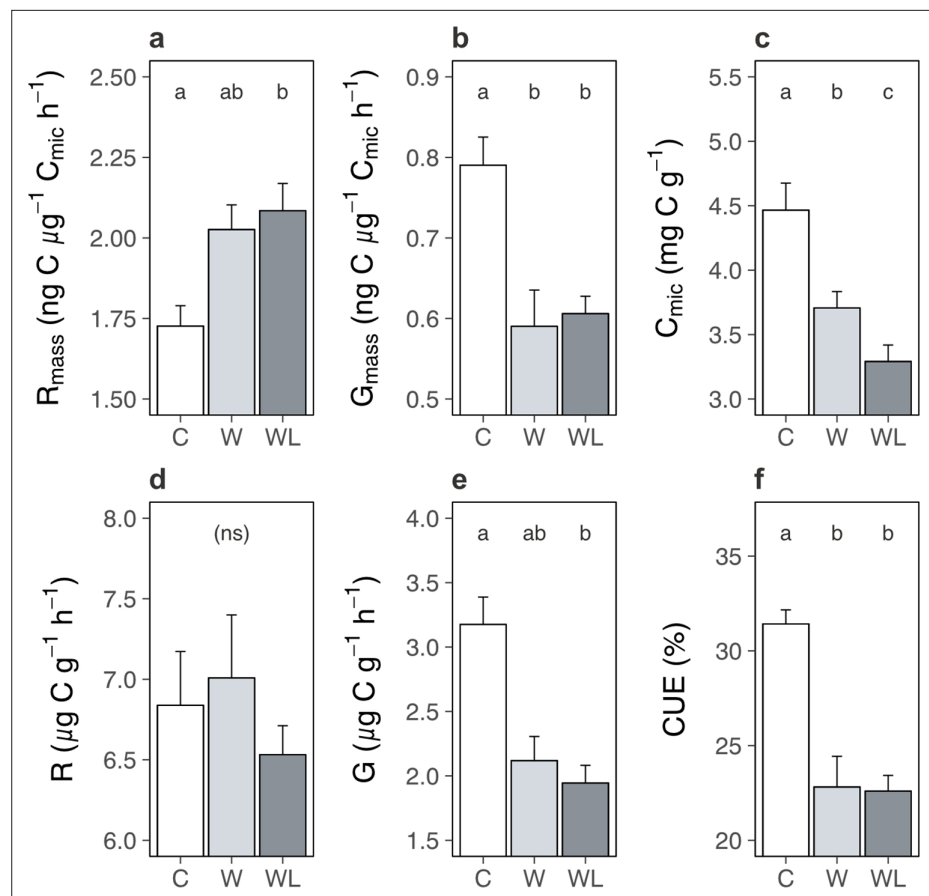 a
R_mass (ng C μg⁻¹ C_mic h⁻¹)
2.50
2.25
2.00
1.75
1.50
a ab b
C W WL
b
G_mass (ng C μg⁻¹ C_mic h⁻¹)
0.9
0.8
0.7
0.6
0.5
a b b
C W WL
c
C_mic (mg C g⁻¹)
5.5
5.0
4.5
4.0
3.5
3.0
a b c
C W WL
d
R (μg C g⁻¹ h⁻¹)
8.0
7.5
7.0
6.5
6.0
(ns)
C W WL
e
G (μg C g⁻¹ h⁻¹)
4.0
3.5
3.0
2.5
2.0
1.5
a ab b
C W WL
f
CUE (%)
35
30
25
20
a b b
C W WL